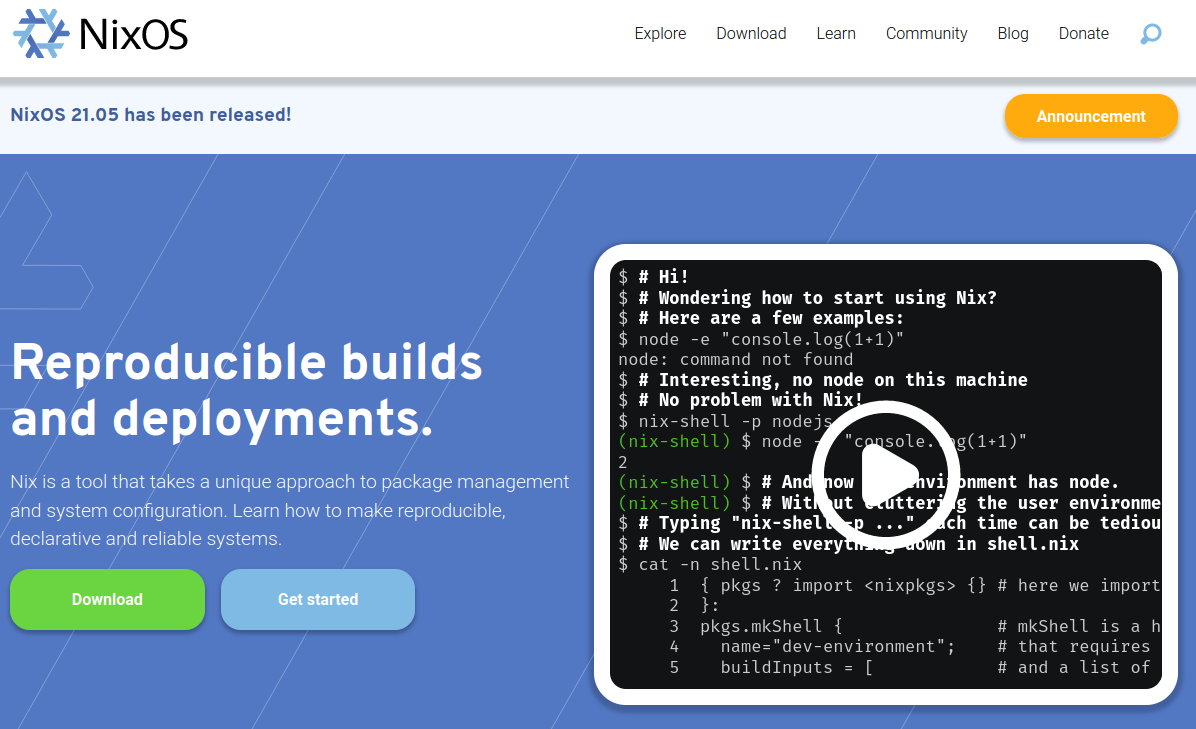 NixOS
Explore Download Learn Community Blog Donate
NixOS 21.05 has been released!
Announcement
Reproducible builds
and deployments.
Nix is a tool that takes a unique approach to package management
and system configuration. Learn how to make reproducible,
declarative and reliable systems.
Download Get started
$ # Hi!
$ # Wondering how to start using Nix?
$ # Here are a few examples:
$ node -e "console.log(1+1)"
node: command not found
$ # Interesting, no node on this machine
$ # No problem with Nix!
$ nix-shell -p nodejs
(nix-shell) $ node - "console. g(1+1)"
2
(nix-shell) $ # And now environment has node.
(nix-shell) $ # Without cluttering the user environme
$ # Typing "nix-shell -p ..." each time can be tediou
$ # We can write everything down in shell.nix
$ cat -n shell.nix
1 { pkgs ? import <nixpkgs> {} # here we import
2 }:
3 pkgs.mkShell { # mkShell is a h
4 name="dev-environment"; # that requires
5 buildInputs = [ # and a list of